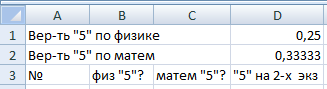 A B C D
1 Вер-ть "5" по физике 0,25
2 Вер-ть "5" по матем 0,33333
3 № физ "5"? матем "5"? "5" на 2-х экз